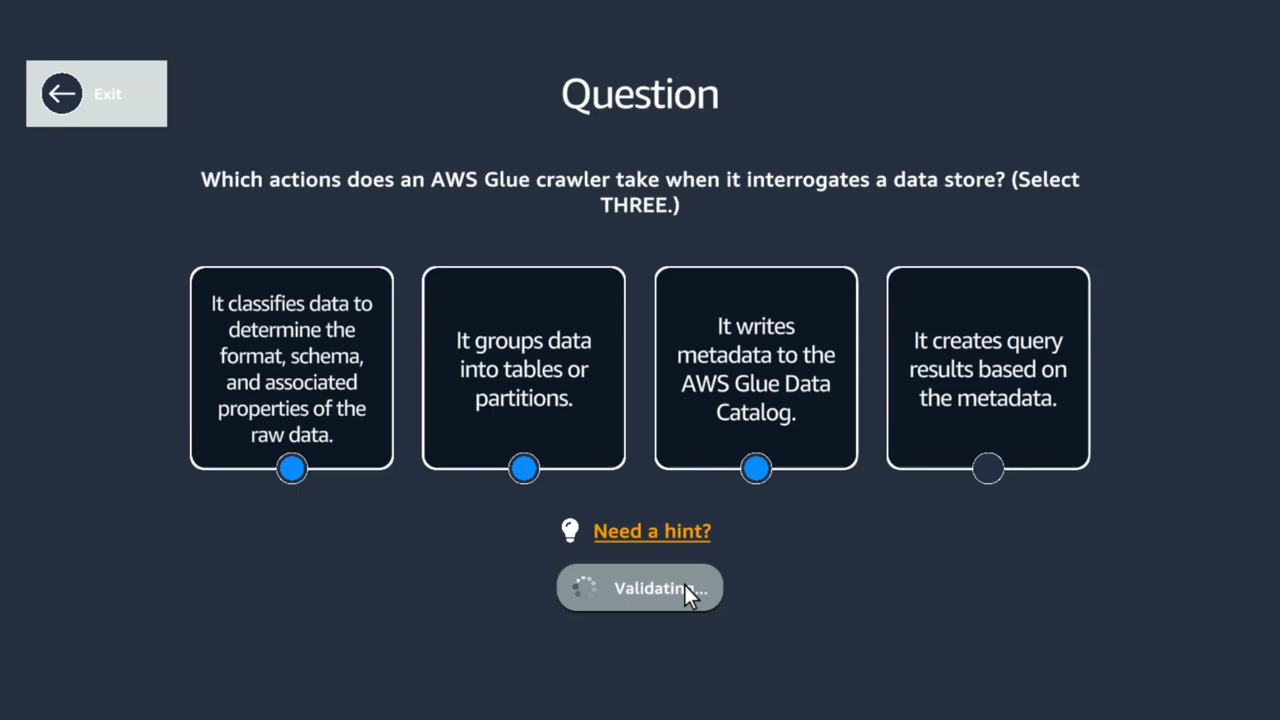 Exit
Question
Which actions does an AWS Glue crawler take when it interrogates a data store? (Select
THREE.)
It classifies data to
determine the
format, schema,
and associated
properties of the
raw data.
It groups data
into tables or
partitions.
It writes
metadata to the
AWS Glue Data
Catalog.
It creates query
results based on
the metadata.
Need a hint?
Validating...